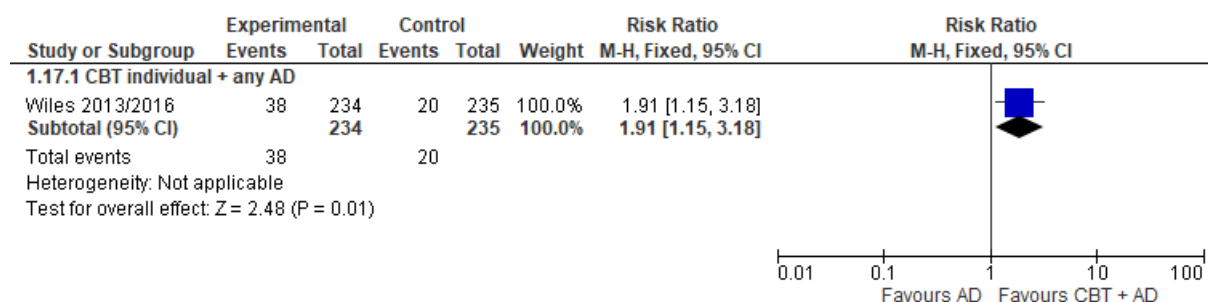 Experimental Control Risk Ratio Risk Ratio
Study or Subgroup Events Total Events Total Weight M-H, Fixed, 95% CI M-H, Fixed, 95% CI
1.17.1 CBT individual + any AD
Wiles 2013/2016 38 234 20 235 100.0% 1.91 [1.15, 3.18]
Subtotal (95% CI) 234 235 100.0% 1.91 [1.15, 3.18]
Total events 38 20
Heterogeneity: Not applicable
Test for overall effect: Z = 2.48 (P = 0.01)
0.01 0.1 1 10 100
Favours AD Favours CBT + AD